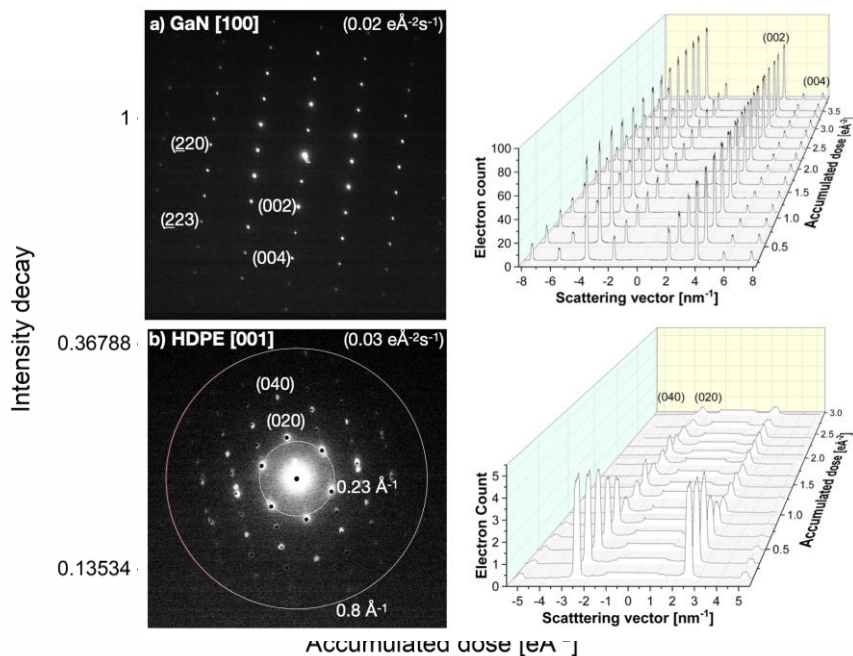 a) GaN [100]
(0.02 eÅ⁻²s⁻¹)
(220)
(223)
(002)
(004)
(002)
(004)
Electron count
100
80
60
40
20
0
-8 -6 -4 -2 0 2 4 6 8
Scattering vector [nm⁻¹]
3.5
3.0
2.5
2.0
1.5
1.0
0.5
Accumulated dose [eÅ⁻²]
Intensity decay
1
0.36788
0.13534
b) HDPE [001]
(0.03 eÅ⁻²s⁻¹)
(040)
(020)
0.23 Å⁻¹
0.8 Å⁻¹
(040) (020)
Electron Count
5
4
3
2
1
0
-5 -4 -3 -2 -1 0 1 2 3 4 5
Scatttering vector [nm⁻¹]
3.0
2.5
2.0
1.5
1.0
0.5
Accumulated dose [eÅ⁻²]
Accumulated dose [eÅ⁻²]